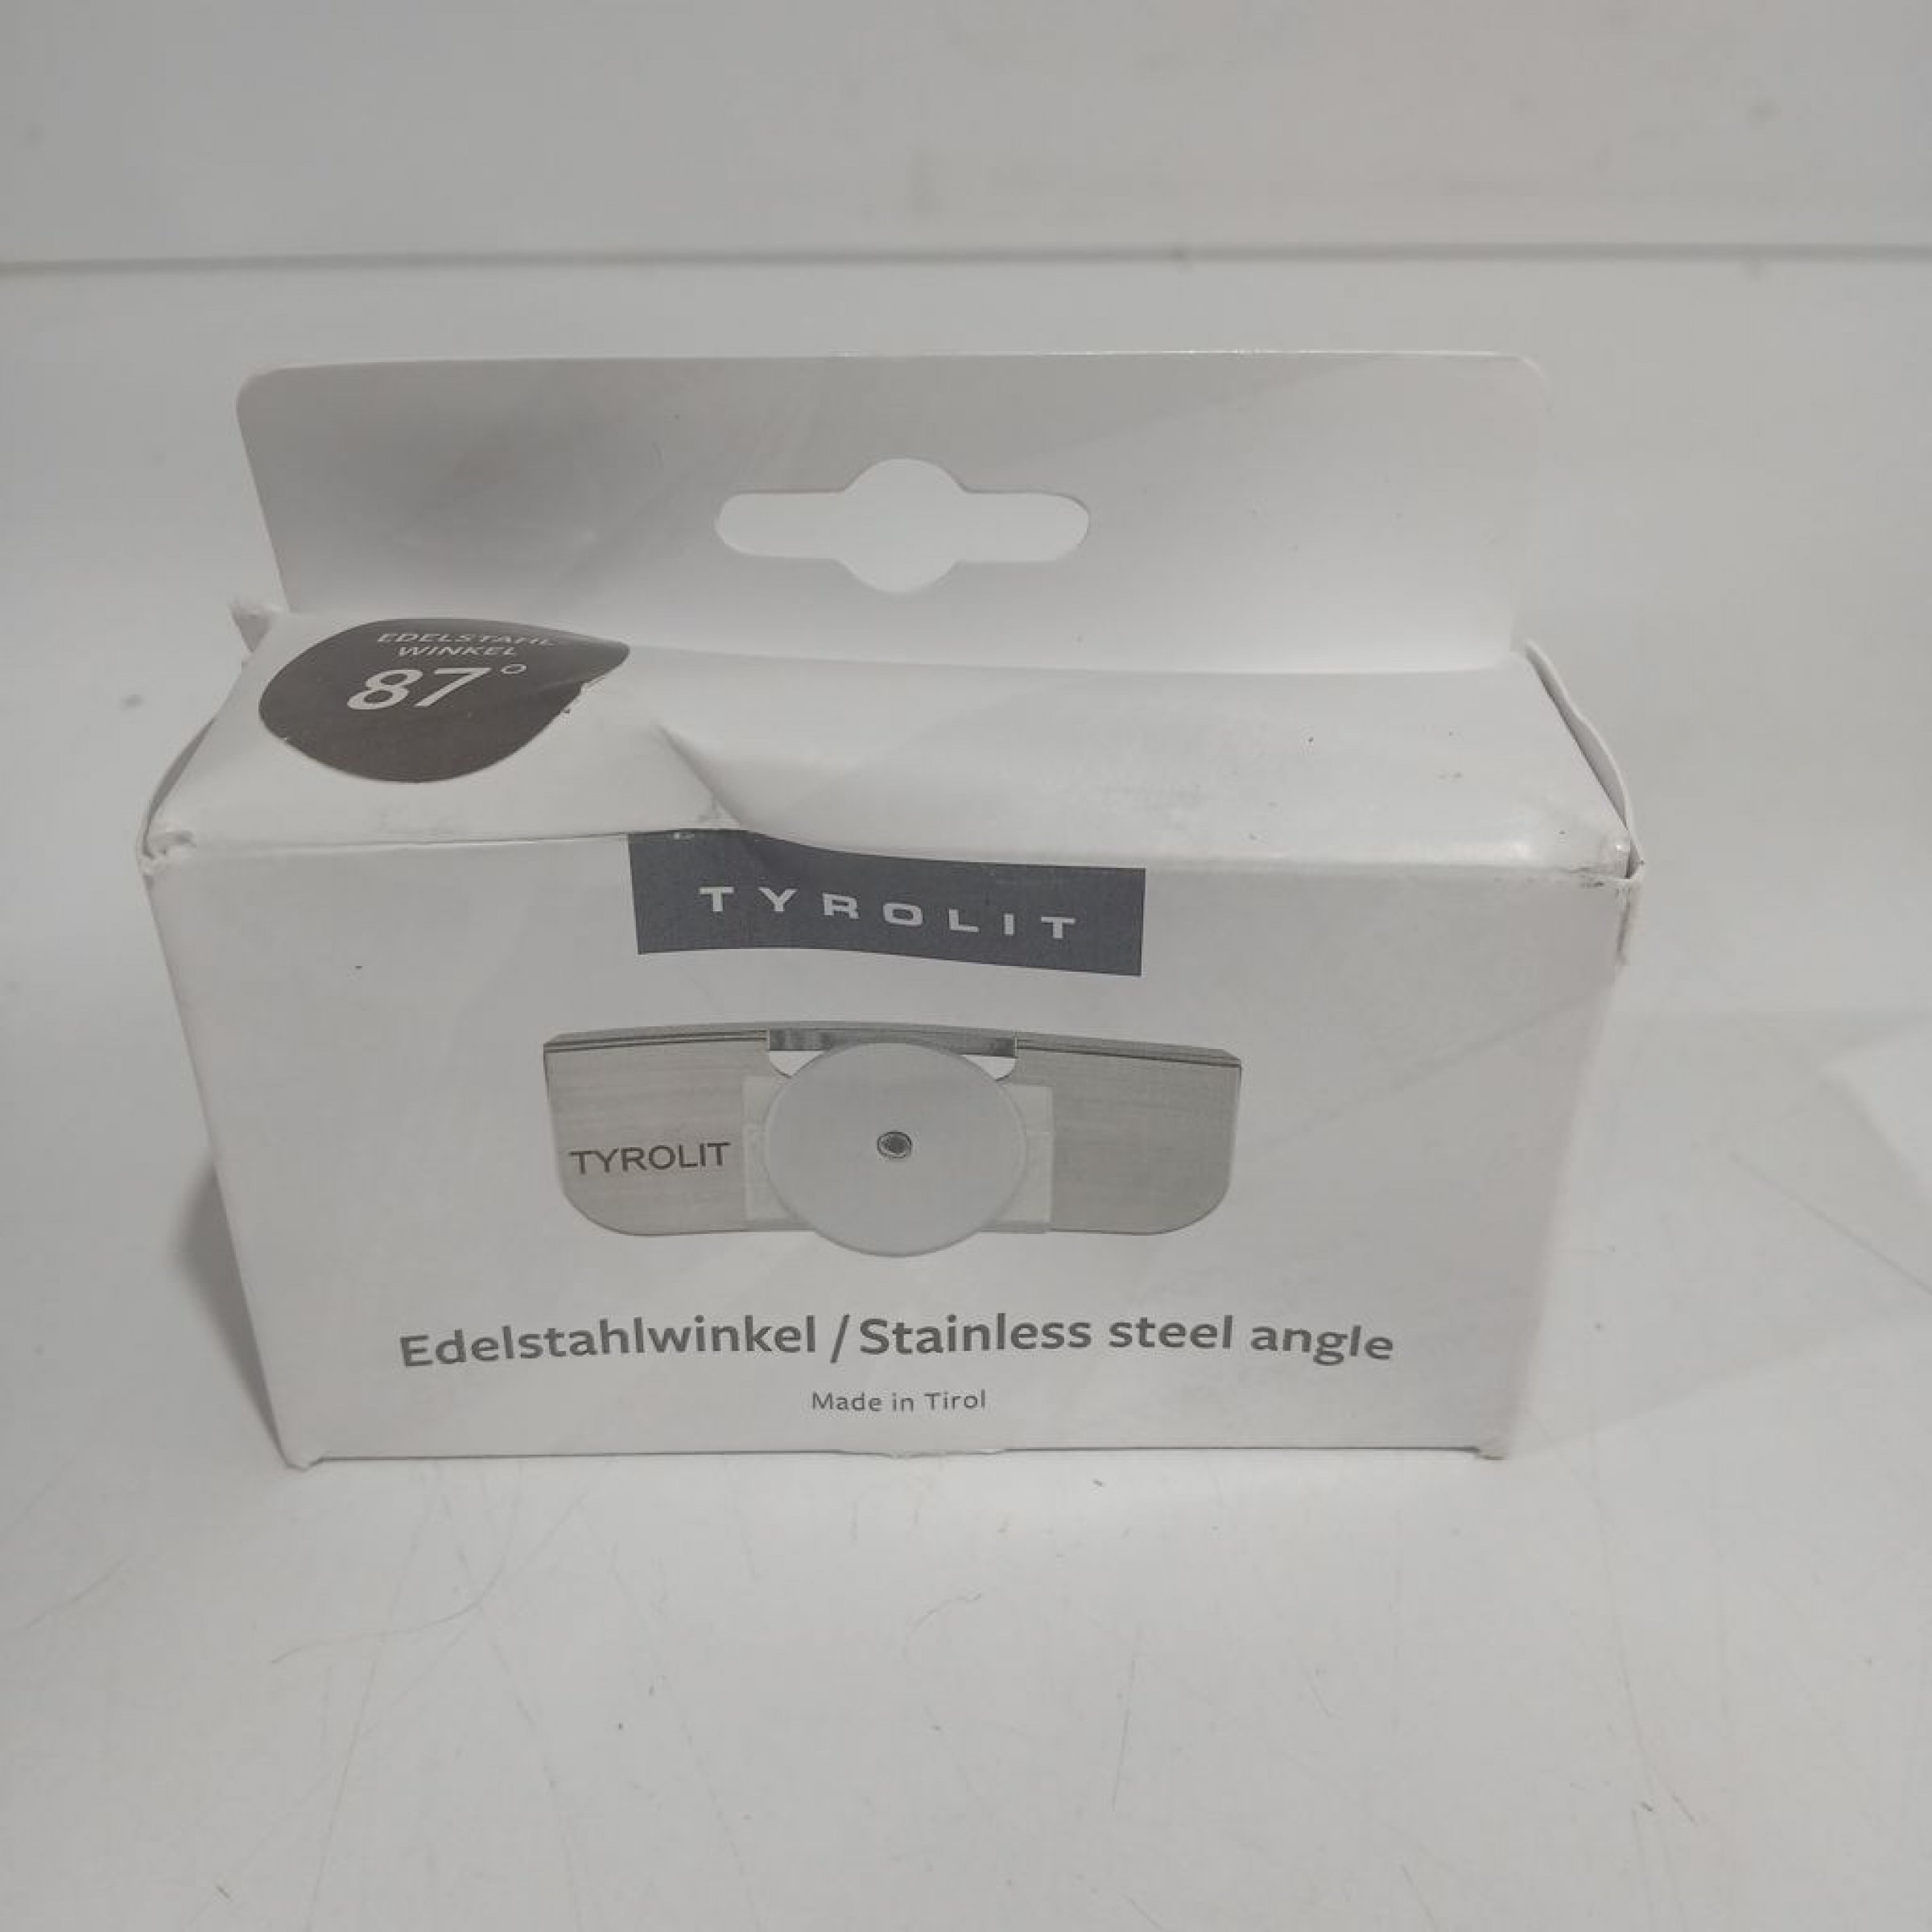 EDELSTAHL
WINKEL
87°
TYROLIT
TYROLIT
Edelstahlwinkel / Stainless steel angle
Made in Tirol